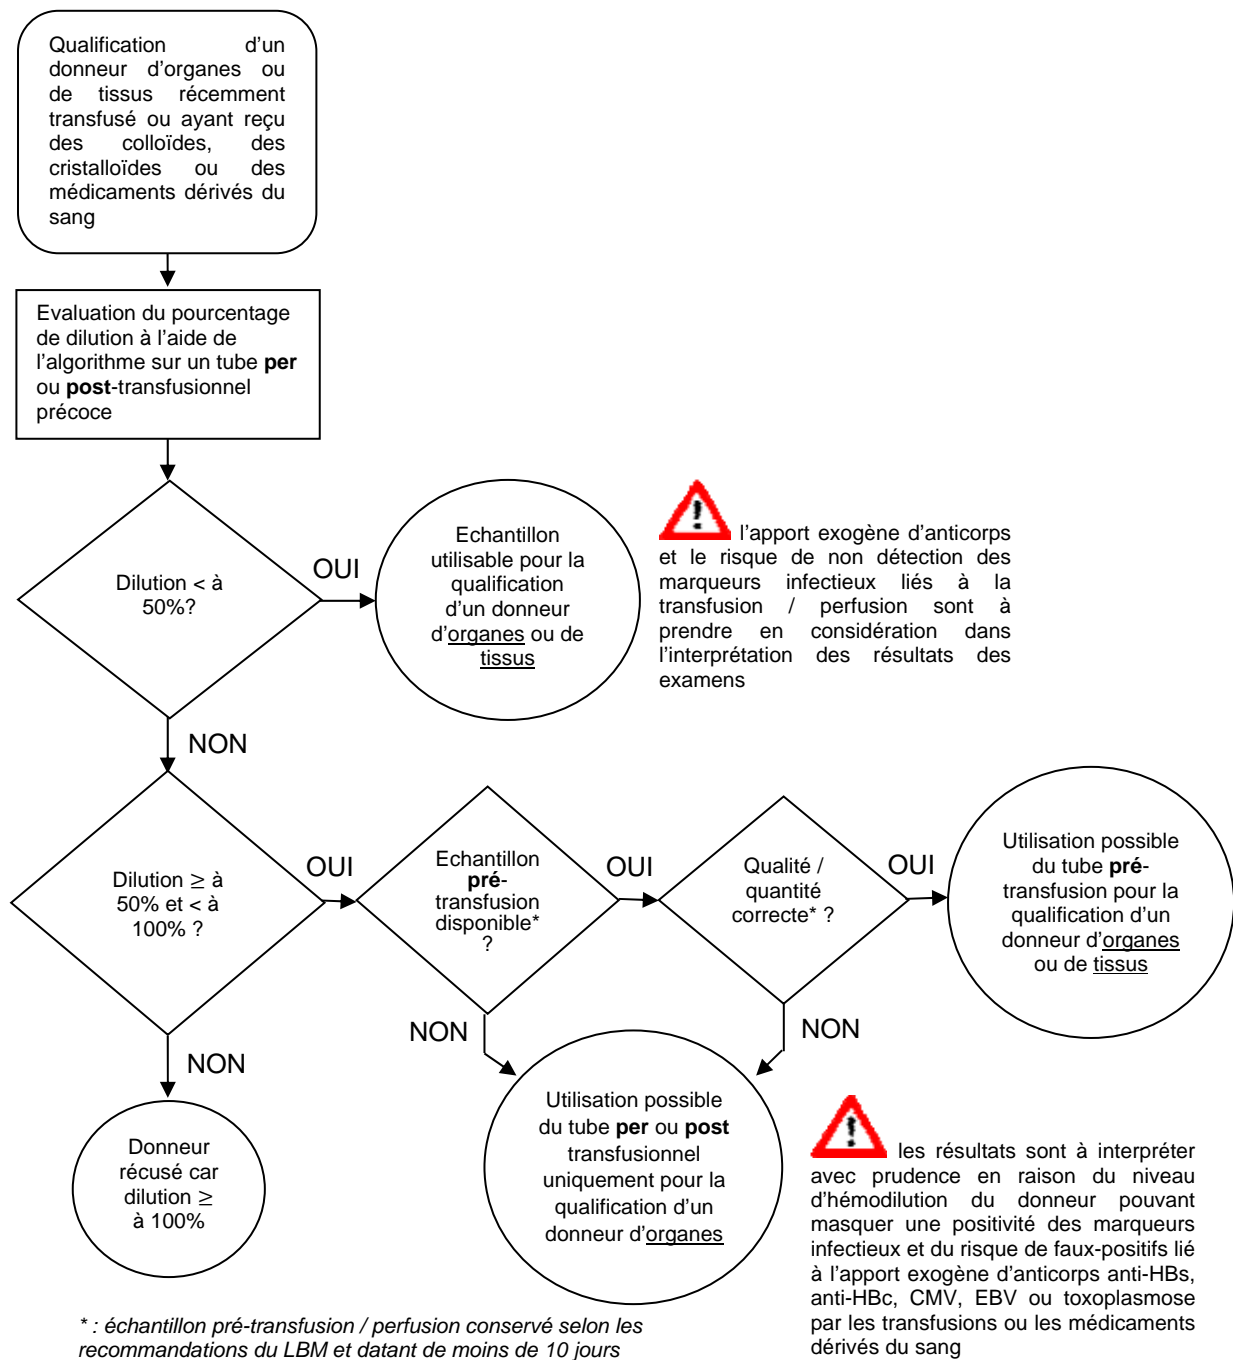 Qualification d'un
donneur d'organes ou
de tissus récemment
transfusé ou ayant reçu
des colloïdes, des
cristalloïdes ou des
médicaments dérivés du
sang
Evaluation du pourcentage
de dilution à l'aide de
l'algorithme sur un tube per
ou post-transfusionnel
précoce
Dilution < à
50%?
OUI
Echantillon
utilisable pour la
qualification
d'un donneur
d'organes ou de
tissus
l'apport exogène d'anticorps
et le risque de non détection des
marqueurs infectieux liés à la
transfusion / perfusion sont à
prendre en considération dans
l'interprétation des résultats des
examens
NON
Dilution ≥ à
50% et < à
100% ?
OUI
Echantillon
pré-
transfusion
disponible*
?
OUI
Qualité /
quantité
correcte* ?
OUI
Utilisation possible
du tube pré-
transfusion pour la
qualification d'un
donneur d'organes
ou de tissus
NON
NON
NON
Donneur
récusé car
dilution ≥
à 100%
Utilisation possible
du tube per ou post
transfusionnel
uniquement pour la
qualification d'un
donneur d'organes
les résultats sont à interpréter
avec prudence en raison du niveau
d'hémodilution du donneur pouvant
masquer une positivité des marqueurs
infectieux et du risque de faux-positifs lié
à l'apport exogène d'anticorps anti-HBs,
anti-HBc, CMV, EBV ou toxoplasmose
par les transfusions ou les médicaments
dérivés du sang
* : échantillon pré-transfusion / perfusion conservé selon les
recommandations du LBM et datant de moins de 10 jours